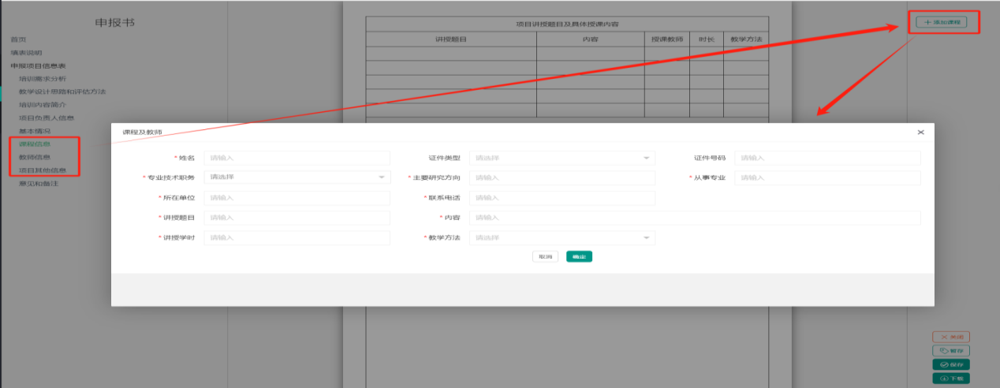 申报书
首页
填表说明
申报项目信息表
培训需求分析
教学设计思路和评估方法
培训内容简介
项目负责人信息
基本情况
课程信息
教师信息
项目其他信息
意见和备注
项目讲授题目及具体授课内容
讲授题目 内容 授课教师 时长 教学方法
+ 添加课程
课程及教师 ×
* 姓名 请输入 证件类型 请选择 证件号码 请输入
* 专业技术职务 请选择 * 主要研究方向 请输入 * 从事专业 请输入
* 所在单位 请输入 * 联系电话 请输入
* 讲授题目 请输入 * 内容 请输入
* 讲授学时 请输入 * 教学方法 请选择
取消 确定
× 关闭
暂存
保存
下载